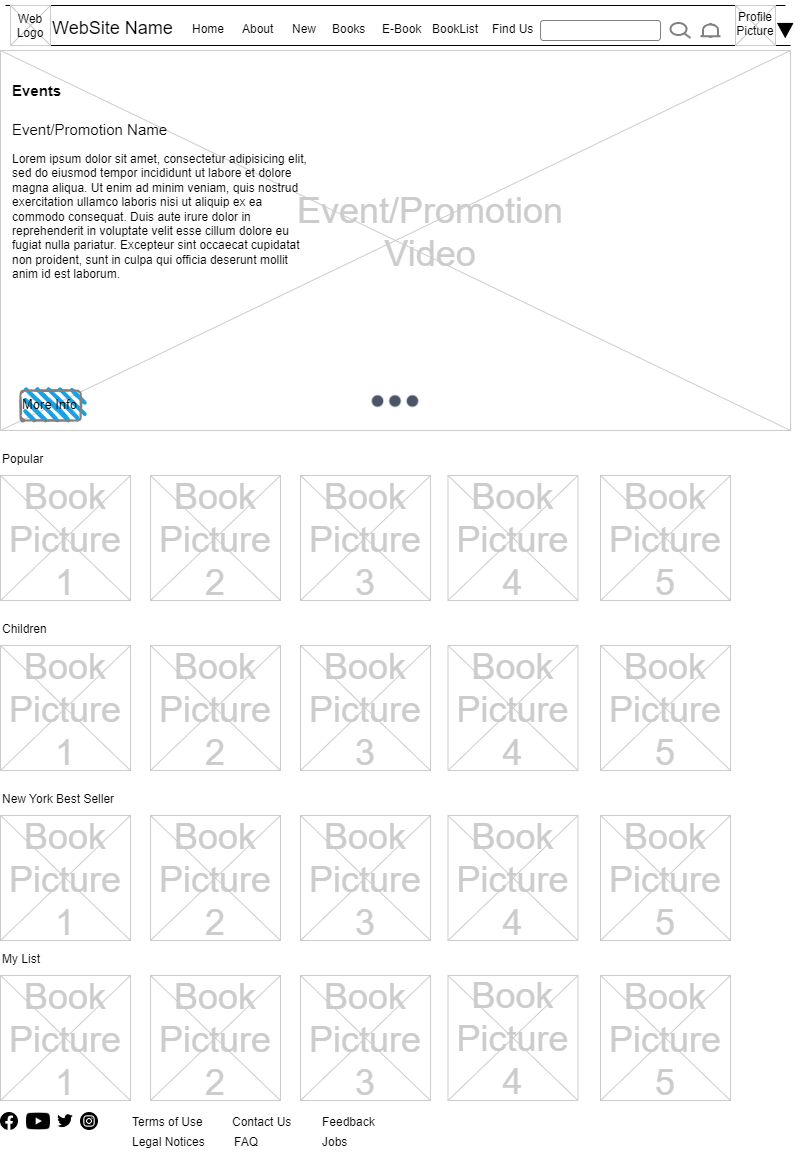 Web
Logo
WebSite Name
Home
About
New
Books
E-Book
BookList
Find Us
Profile
Picture
Events
Event/Promotion Name
Lorem ipsum dolor sit amet, consectetur adipisicing elit,
sed do eiusmod tempor incididunt ut labore et dolore
magna aliqua. Ut enim ad minim veniam, quis nostrud
exercitation ullamco laboris nisi ut aliquip ex ea
commodo consequat. Duis aute irure dolor in
reprehenderit in voluptate velit esse cillum dolore eu
fugiat nulla pariatur. Excepteur sint occaecat cupidatat
non proident, sunt in culpa qui officia deserunt mollit
anim id est laborum.
Event/Promotion
Video
More Info
Popular
Book
Picture
1
Book
Picture
2
Book
Picture
3
Book
Picture
4
Book
Picture
5
Children
Book
Picture
1
Book
Picture
2
Book
Picture
3
Book
Picture
4
Book
Picture
5
New York Best Seller
Book
Picture
1
Book
Picture
2
Book
Picture
3
Book
Picture
4
Book
Picture
5
My List
Book
Picture
1
Book
Picture
2
Book
Picture
3
Book
Picture
4
Book
Picture
5
Terms of Use
Contact Us
Feedback
Legal Notices
FAQ
Jobs